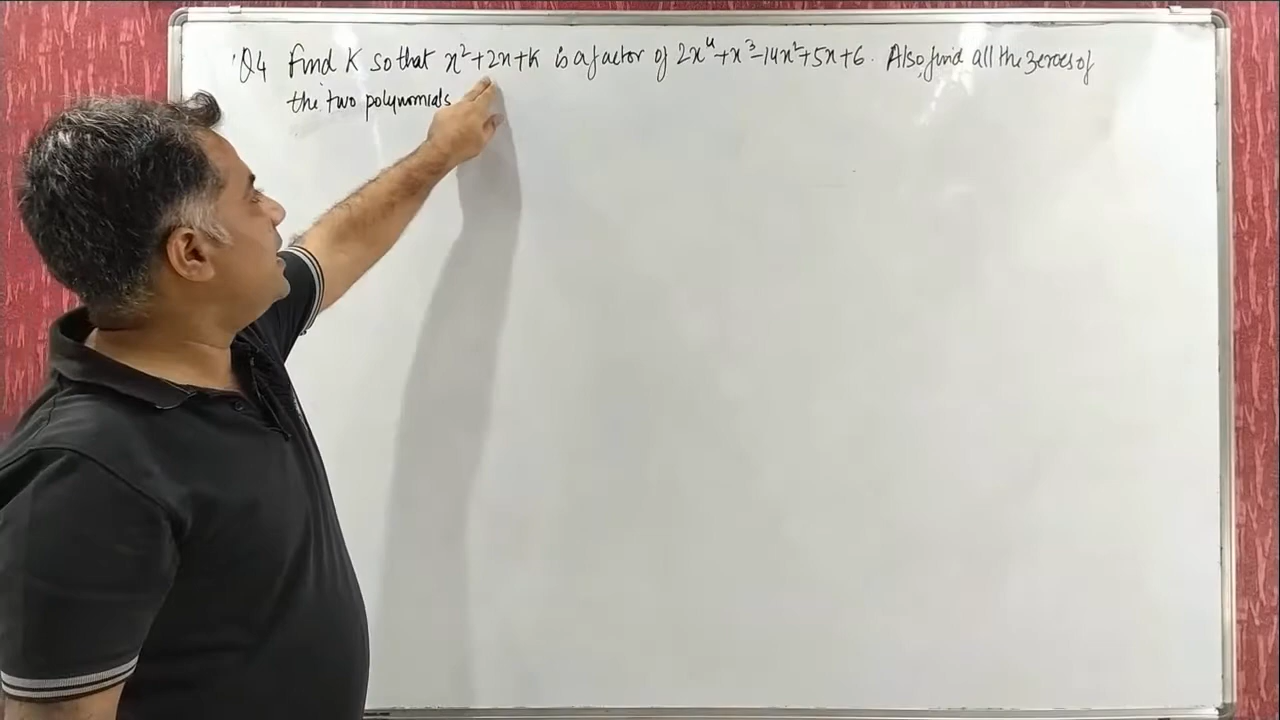 Q4 Find K so that x²+2x+K is a factor of 2x⁴+x³-14x²+5x+6. Also, find all the zeroes of
the two polynomials